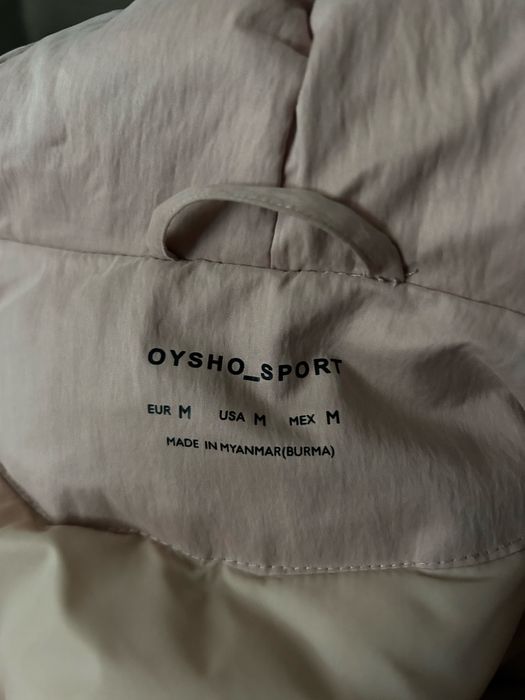 OYSHO_SPORT
EUR M USA M MEX M
MADE IN MYANMAR(BURMA)